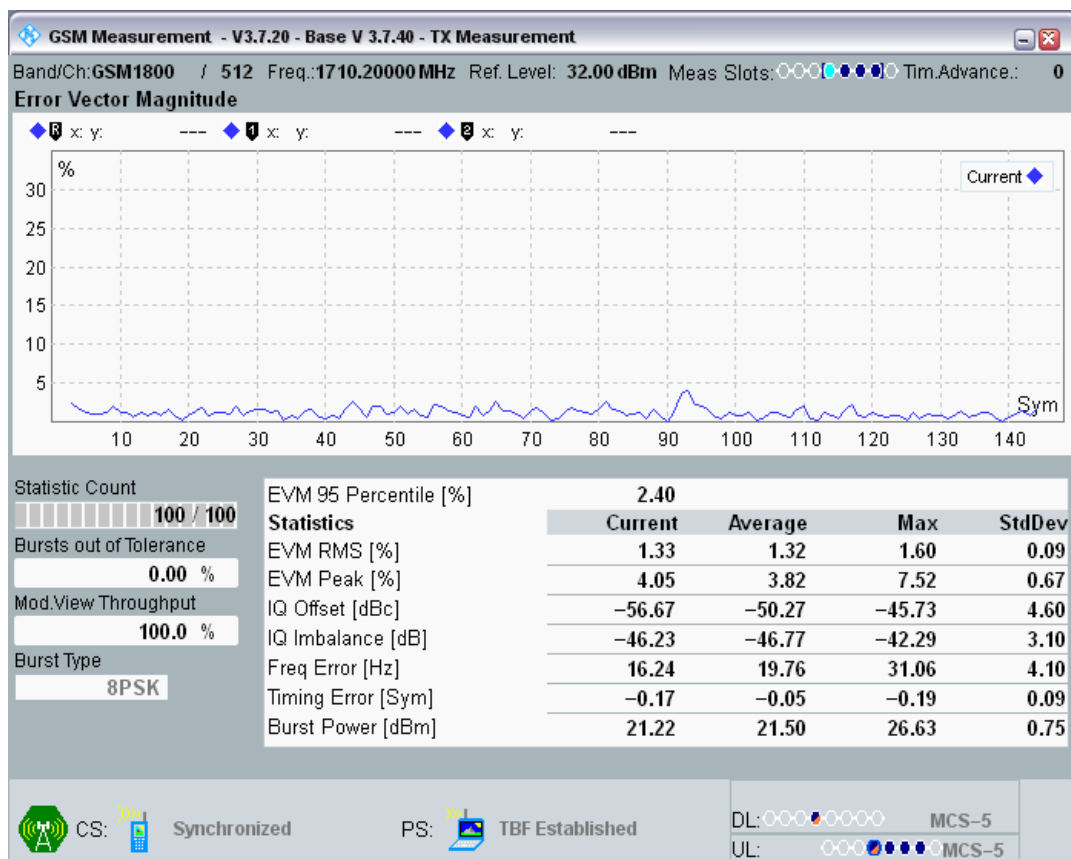 GSM Measurement - V3.7.20 - Base V 3.7.40 - TX Measurement
Band/Ch:GSM1800 / 512 Freq.:1710.20000 MHz Ref. Level: 32.00 dBm Meas Slots: Tim.Advance.: 0
Error Vector Magnitude
R x: y: --- 1 x: y: --- 2 x: y: ---
%
Current
30
25
20
15
10
5
Sym
10 20 30 40 50 60 70 80 90 100 110 120 130 140
Statistic Count
100 / 100
Bursts out of Tolerance
0.00 %
Mod.View Throughput
100.0 %
Burst Type
8PSK
EVM 95 Percentile [%] 2.40
Statistics Current Average Max StdDev
EVM RMS [%] 1.33 1.32 1.60 0.09
EVM Peak [%] 4.05 3.82 7.52 0.67
IQ Offset [dBc] −56.67 −50.27 −45.73 4.60
IQ Imbalance [dB] −46.23 −46.77 −42.29 3.10
Freq Error [Hz] 16.24 19.76 31.06 4.10
Timing Error [Sym] −0.17 −0.05 −0.19 0.09
Burst Power [dBm] 21.22 21.50 26.63 0.75
CS: Synchronized PS: TBF Established
DL: MCS−5
UL: MCS−5